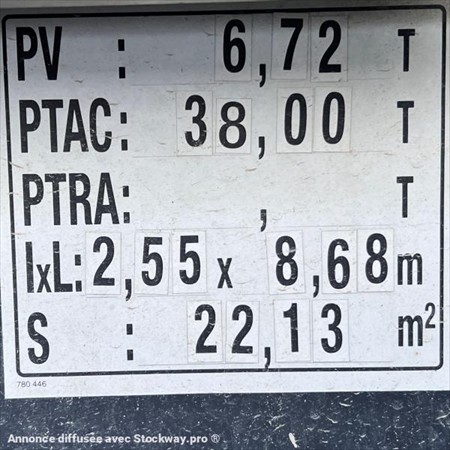 PV : 6,72 T
PTAC: 38,00 T
PTRA: , T
lxL: 2,55 x 8,68 m
S : 22,13 m²
780 446
Annonce diffusée avec Stockway.pro ®